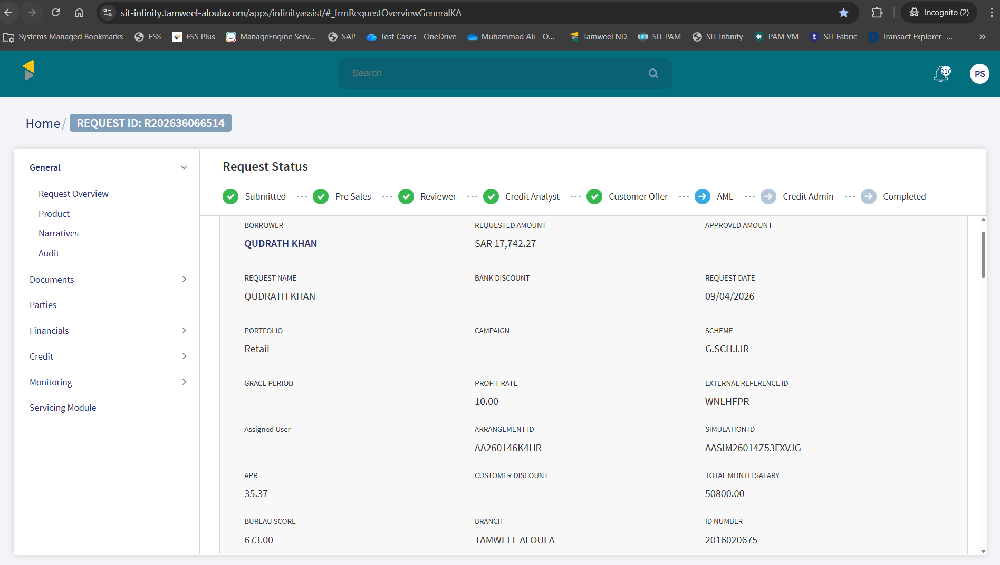 sit-infinity.tamweel-aloula.com/apps/infinityassist/#_frmRequestOverviewGeneralKA
Incognito (2)
Systems Managed Bookmarks ESS ESS Plus ManageEngine Serv... SAP Test Cases - OneDrive Muhammad Ali - O... Tamweel ND SIT PAM SIT Infinity PAM VM SIT Fabric Transact Explorer -...
Search
216
PS
Home / REQUEST ID: R202636066514
General
Request Overview
Product
Narratives
Audit
Documents
Parties
Financials
Credit
Monitoring
Servicing Module
Request Status
Submitted --- Pre Sales --- Reviewer --- Credit Analyst --- Customer Offer --- AML --- Credit Admin --- Completed
BORROWER REQUESTED AMOUNT APPROVED AMOUNT
QUDRATH KHAN SAR 17,742.27 -
REQUEST NAME BANK DISCOUNT REQUEST DATE
QUDRATH KHAN 09/04/2026
PORTFOLIO CAMPAIGN SCHEME
Retail G.SCH.IJR
GRACE PERIOD PROFIT RATE EXTERNAL REFERENCE ID
10.00 WNLHFPR
Assigned User ARRANGEMENT ID SIMULATION ID
AA260146K4HR AASIM26014Z53FXVJG
APR CUSTOMER DISCOUNT TOTAL MONTH SALARY
35.37 50800.00
BUREAU SCORE BRANCH ID NUMBER
673.00 TAMWEEL ALOULA 2016020675